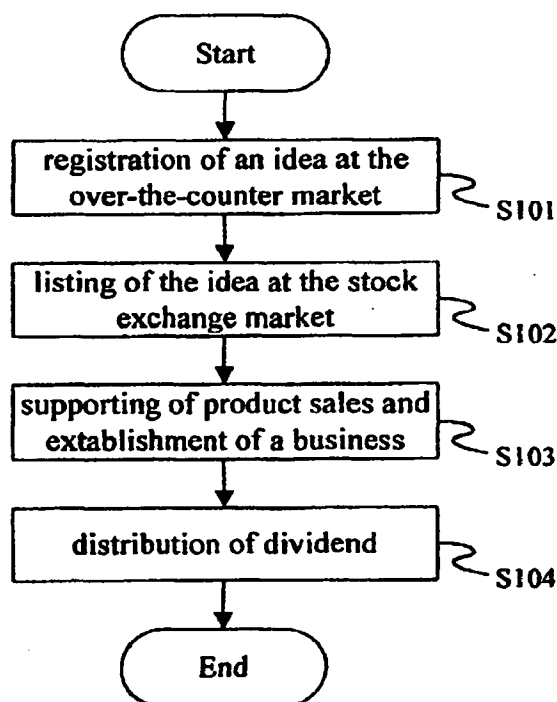 Start
registration of an idea at the
over-the-counter market
S101
listing of the idea at the stock
exchange market
S102
supporting of product sales and
extablishment of a business
S103
distribution of dividend
S104
End